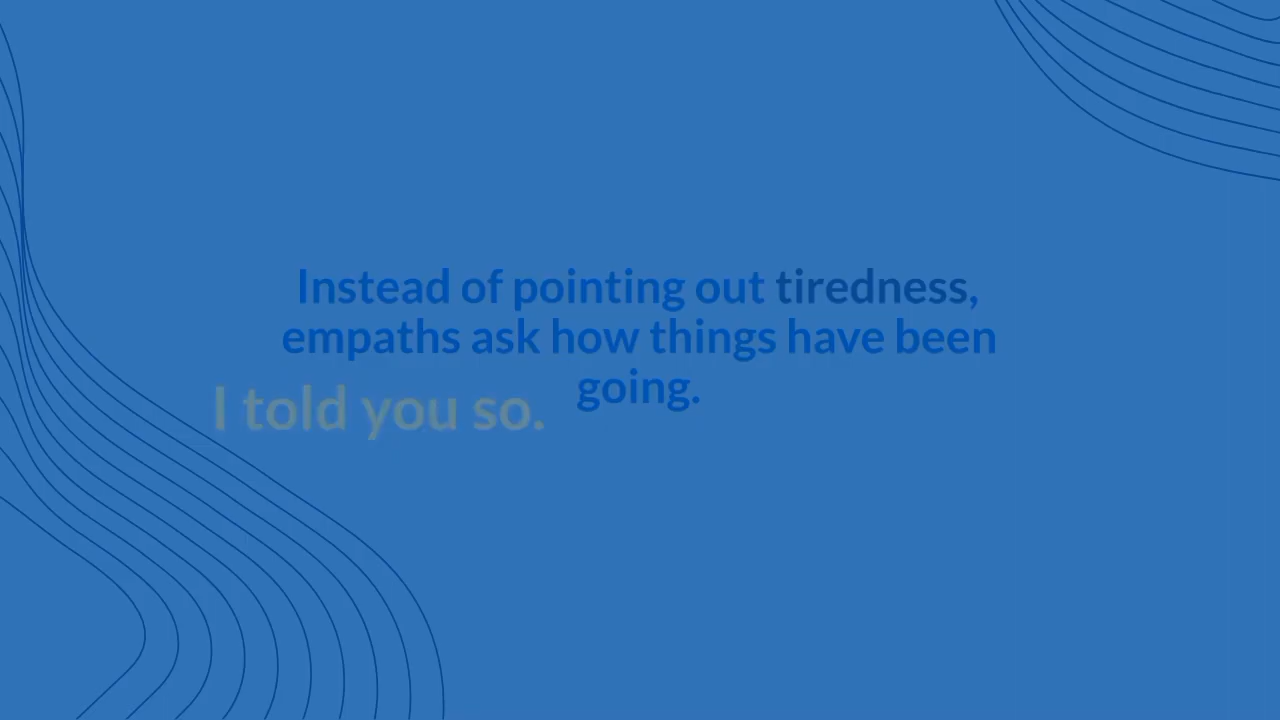 Instead of pointing out tiredness,
empaths ask how things have been
going.
I told you so.